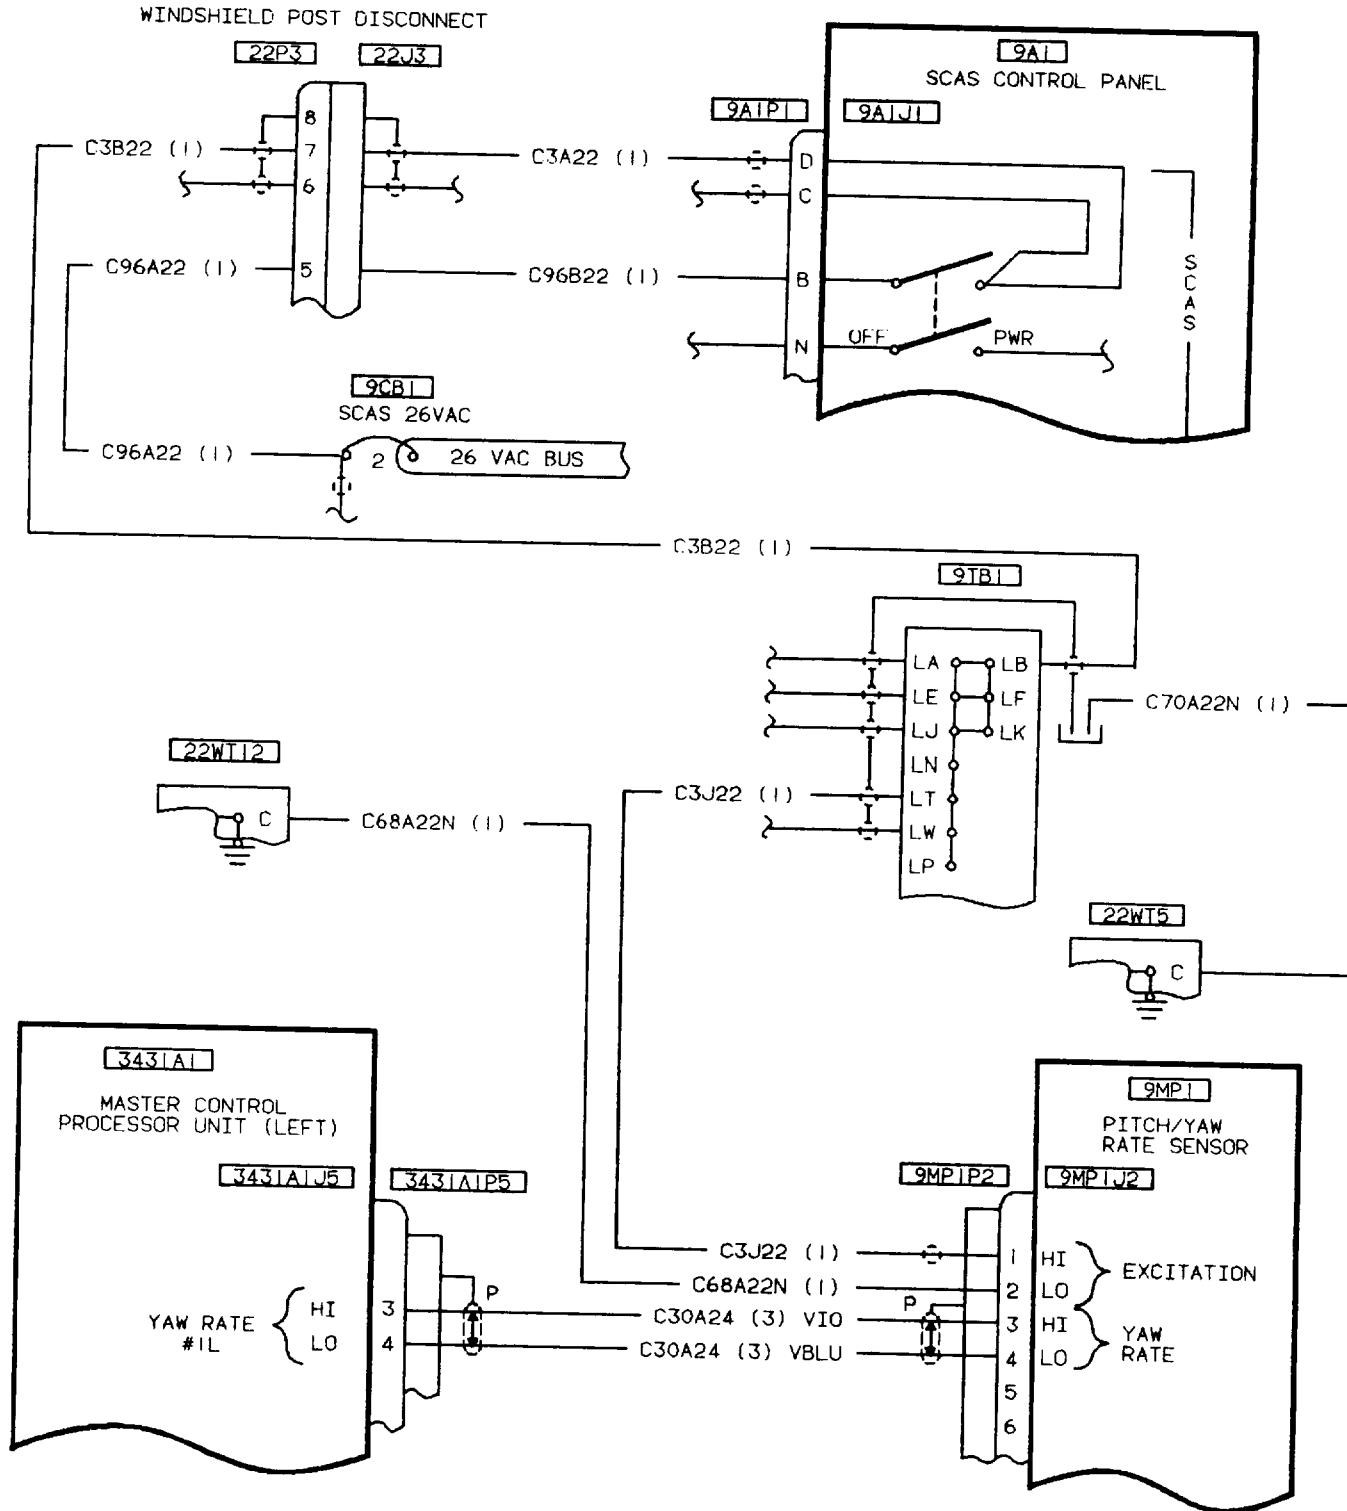 WINDSHIELD POST DISCONNECT
22P3 22J3
9A1
SCAS CONTROL PANEL
9A1P1 9A1J1
8
C3B22 (1) 7 C3A22 (1) D
6 C
C96A22 (1) 5 C96B22 (1) B
SCAS
N OFF PWR
9CB1
SCAS 26VAC
C96A22 (1) 2 26 VAC BUS
C3B22 (1)
9TB1
LA LB
LE LF C70A22N (1)
LJ LK
22WT12
LN
C3J22 (1) LT
C C68A22N (1) LW
LP
22WT5
C
3431A1
MASTER CONTROL
PROCESSOR UNIT (LEFT)
9MP1
PITCH/YAW
RATE SENSOR
3431A1J5 3431A1P5 9MP1P2 9MP1J2
C3J22 (1) 1 HI
EXCITATION
C68A22N (1) 2 LO
P P
YAW RATE
#1L
HI 3 C30A24 (3) VIO 3 HI
LO 4 C30A24 (3) VBLU 4 LO
YAW
RATE
5
6